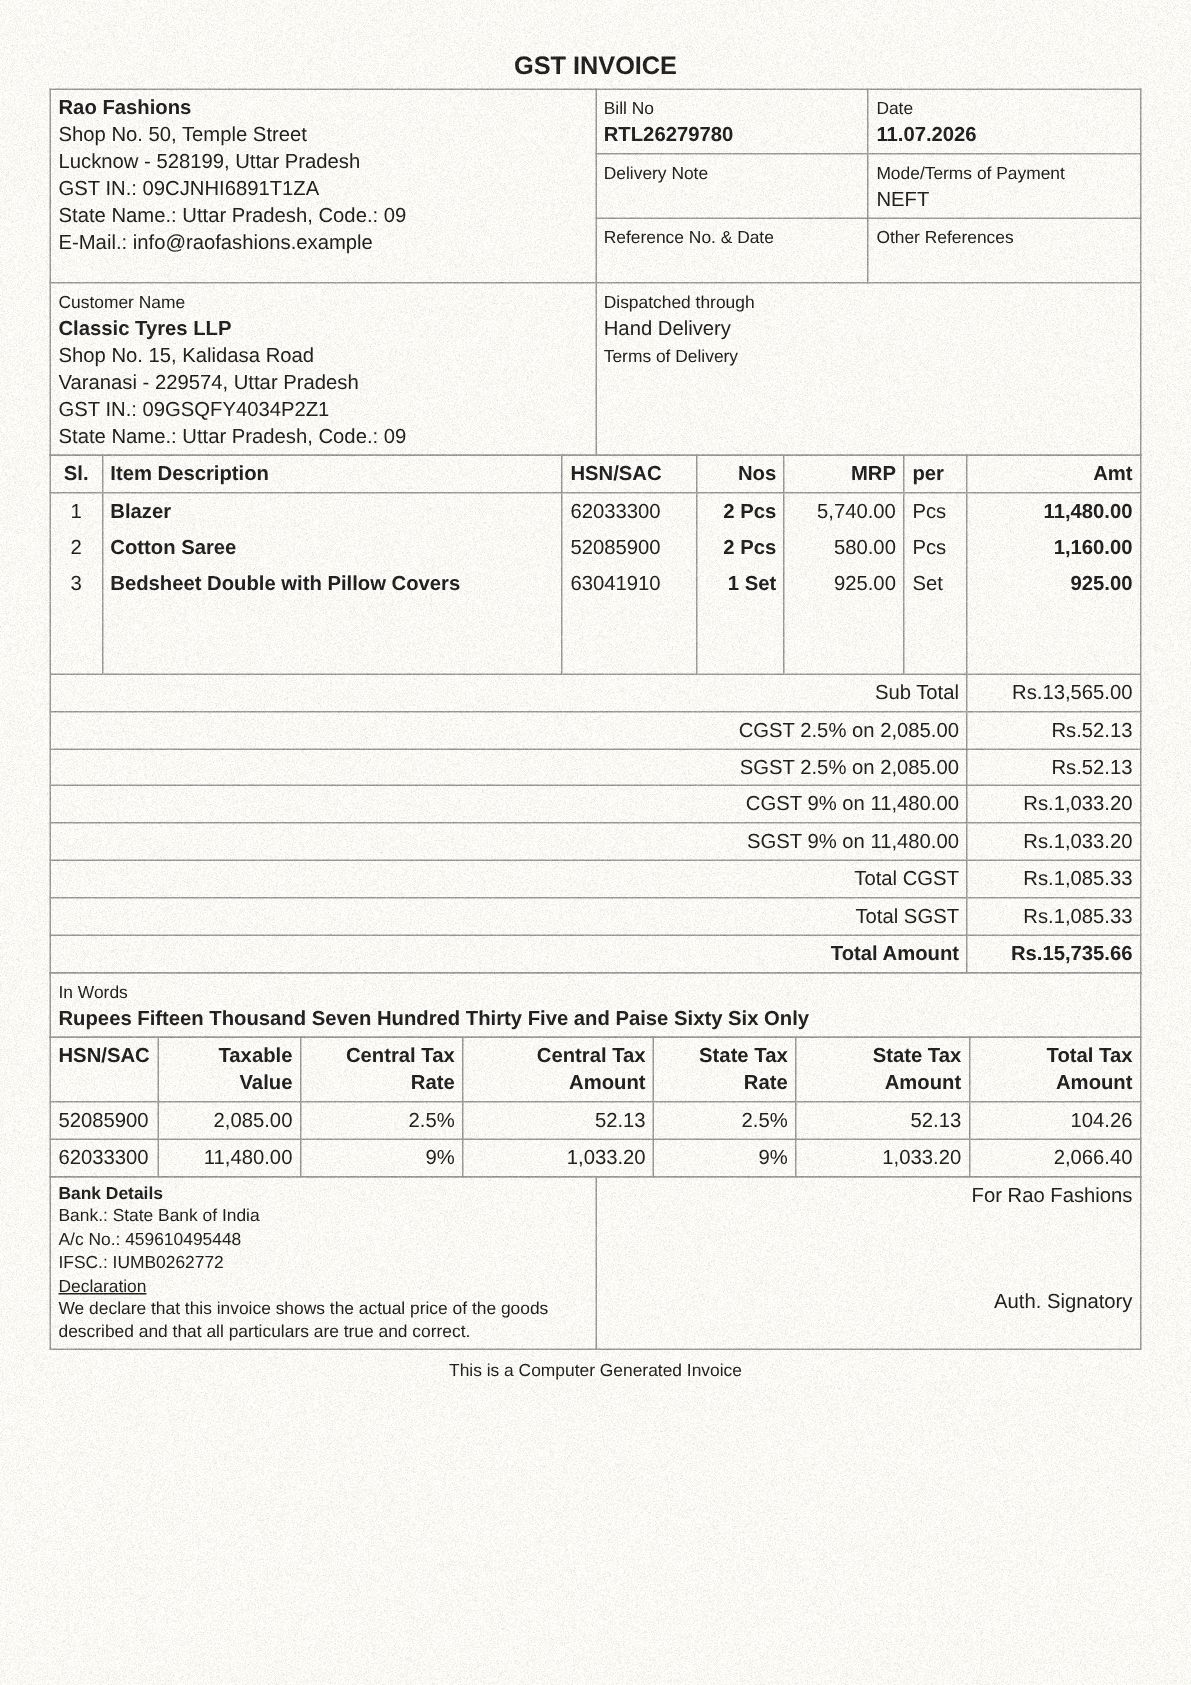 GST INVOICE
Rao Fashions
Shop No. 50, Temple Street
Lucknow - 528199, Uttar Pradesh
GST IN.: 09CJNHI6891T1ZA
State Name.: Uttar Pradesh, Code.: 09
E-Mail.: info@raofashions.example
Bill No
RTL26279780
Date
11.07.2026
Delivery Note
Mode/Terms of Payment
NEFT
Reference No. & Date
Other References
Customer Name
Classic Tyres LLP
Shop No. 15, Kalidasa Road
Varanasi - 229574, Uttar Pradesh
GST IN.: 09GSQFY4034P2Z1
State Name.: Uttar Pradesh, Code.: 09
Dispatched through
Hand Delivery
Terms of Delivery
Sl. Item Description HSN/SAC Nos MRP per Amt
1 Blazer 62033300 2 Pcs 5,740.00 Pcs 11,480.00
2 Cotton Saree 52085900 2 Pcs 580.00 Pcs 1,160.00
3 Bedsheet Double with Pillow Covers 63041910 1 Set 925.00 Set 925.00
Sub Total Rs.13,565.00
CGST 2.5% on 2,085.00 Rs.52.13
SGST 2.5% on 2,085.00 Rs.52.13
CGST 9% on 11,480.00 Rs.1,033.20
SGST 9% on 11,480.00 Rs.1,033.20
Total CGST Rs.1,085.33
Total SGST Rs.1,085.33
Total Amount Rs.15,735.66
In Words
Rupees Fifteen Thousand Seven Hundred Thirty Five and Paise Sixty Six Only
HSN/SAC Taxable Central Tax Central Tax State Tax State Tax Total Tax
Value Rate Amount Rate Amount Amount
52085900 2,085.00 2.5% 52.13 2.5% 52.13 104.26
62033300 11,480.00 9% 1,033.20 9% 1,033.20 2,066.40
Bank Details
Bank.: State Bank of India
A/c No.: 459610495448
IFSC.: IUMB0262772
Declaration
We declare that this invoice shows the actual price of the goods
described and that all particulars are true and correct.
For Rao Fashions
Auth. Signatory
This is a Computer Generated Invoice